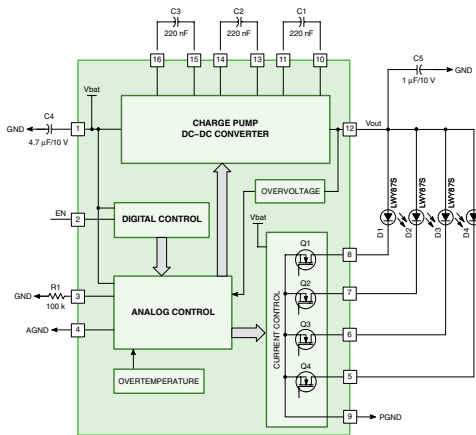 C3
220 nF
C2
220 nF
C1
220 nF
16
15
14
13
11
10
C5
1 µF/10 V
GND
Vbat
C4
GND
4.7 µF/10 V
1
CHARGE PUMP
DC–DC CONVERTER
12
Vout
OVERVOLTAGE
LWY87S
LWY87S
LWY87S
D1
D2
D3
D4
EN
2
DIGITAL CONTROL
Vbat
Q1
8
R1
GND
100 k
3
ANALOG CONTROL
Q2
7
AGND
4
CURRENT CONTROL
Q3
6
OVERTEMPERATURE
Q4
5
9
PGND